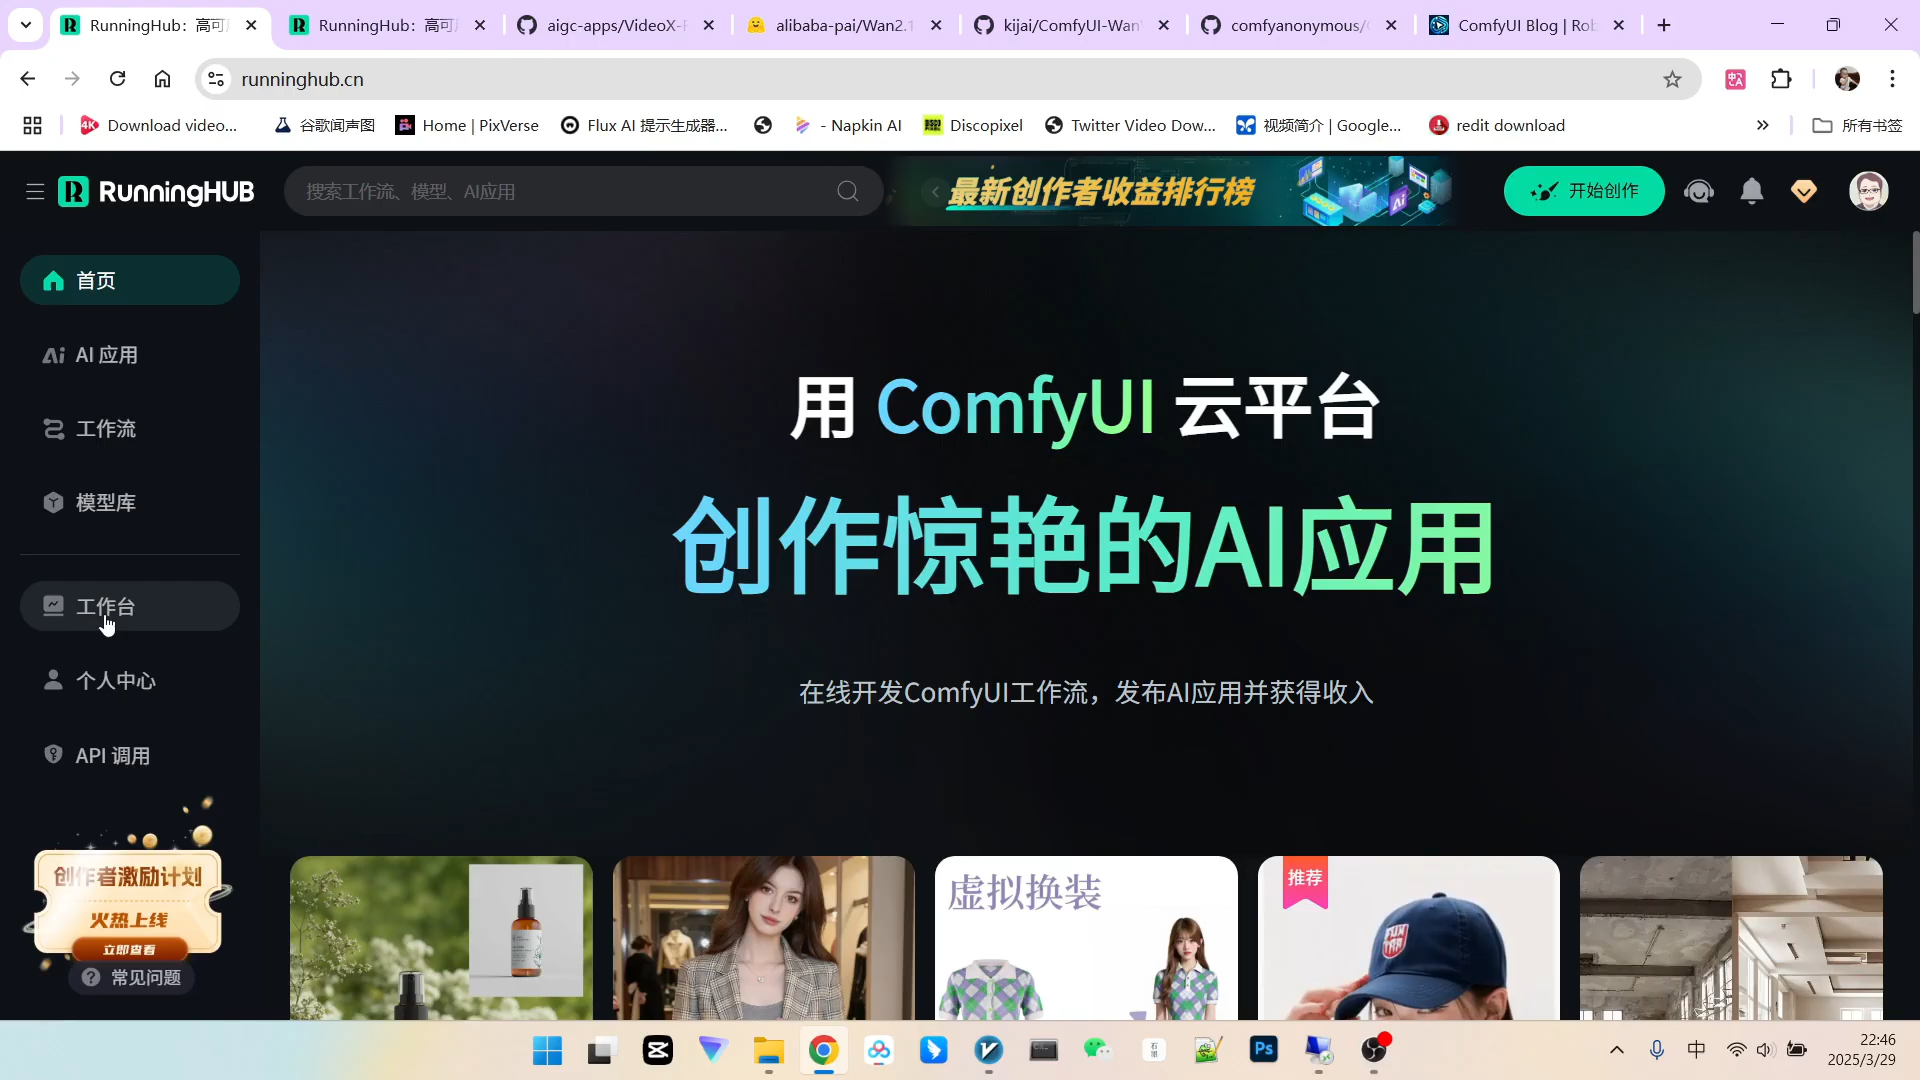 RunningHub：高可
RunningHub：高可
aigc-apps/VideoX-F
alibaba-pai/Wan2.1
kijai/ComfyUI-Wan
comfyanonymous/
ComfyUI Blog | Rob
runninghub.cn
Download video...
谷歌闻声图
Home | PixVerse
Flux AI 提示生成器...
- Napkin AI
Discopixel
Twitter Video Dow...
视频简介 | Google...
redit download
所有书签
RunningHUB
搜索工作流、模型、AI应用
最新创作者收益排行榜
开始创作
首页
AI 应用
工作流
模型库
工作台
个人中心
API 调用
创作者激励计划
火热上线
立即查看
常见问题
用 ComfyUI 云平台
创作惊艳的AI应用
在线开发ComfyUI工作流，发布AI应用并获得收入
虚拟换装
推荐
FUN
中
22:46
2025/3/29